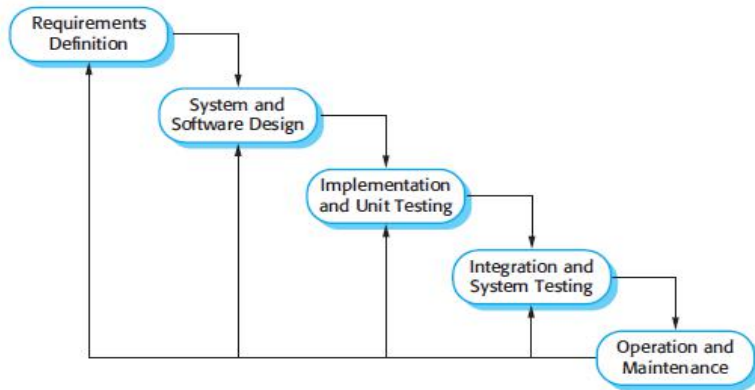 Requirements
Definition
System and
Software Design
Implementation
and Unit Testing
Integration and
System Testing
Operation and
Maintenance